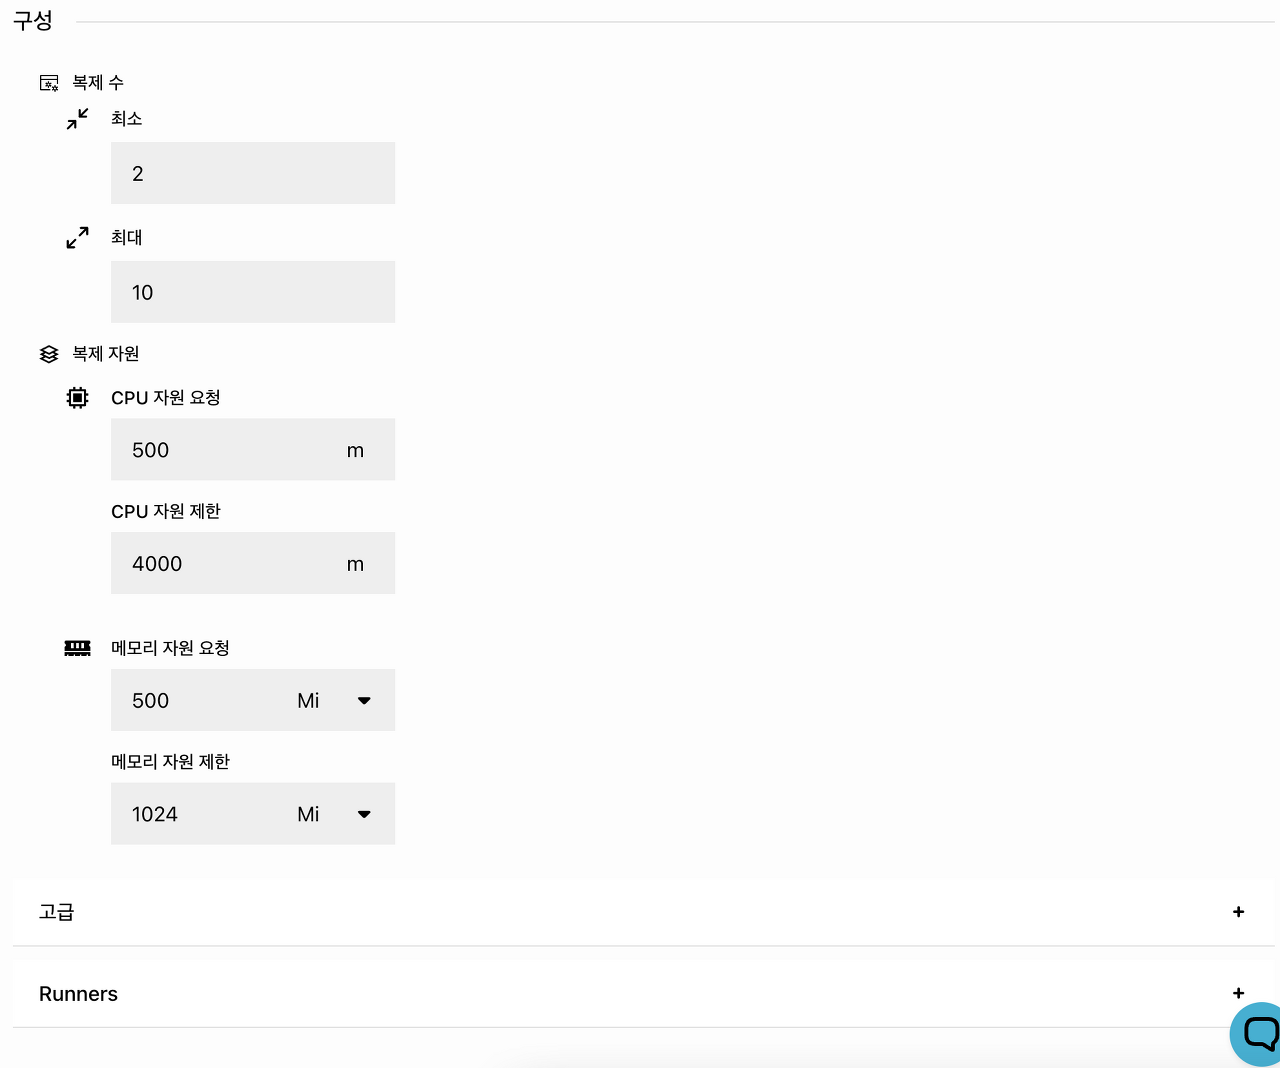 구성
복제 수
최소
2
최대
10
복제 자원
CPU 자원 요청
500 m
CPU 자원 제한
4000 m
메모리 자원 요청
500 Mi
메모리 자원 제한
1024 Mi
고급 +
Runners +